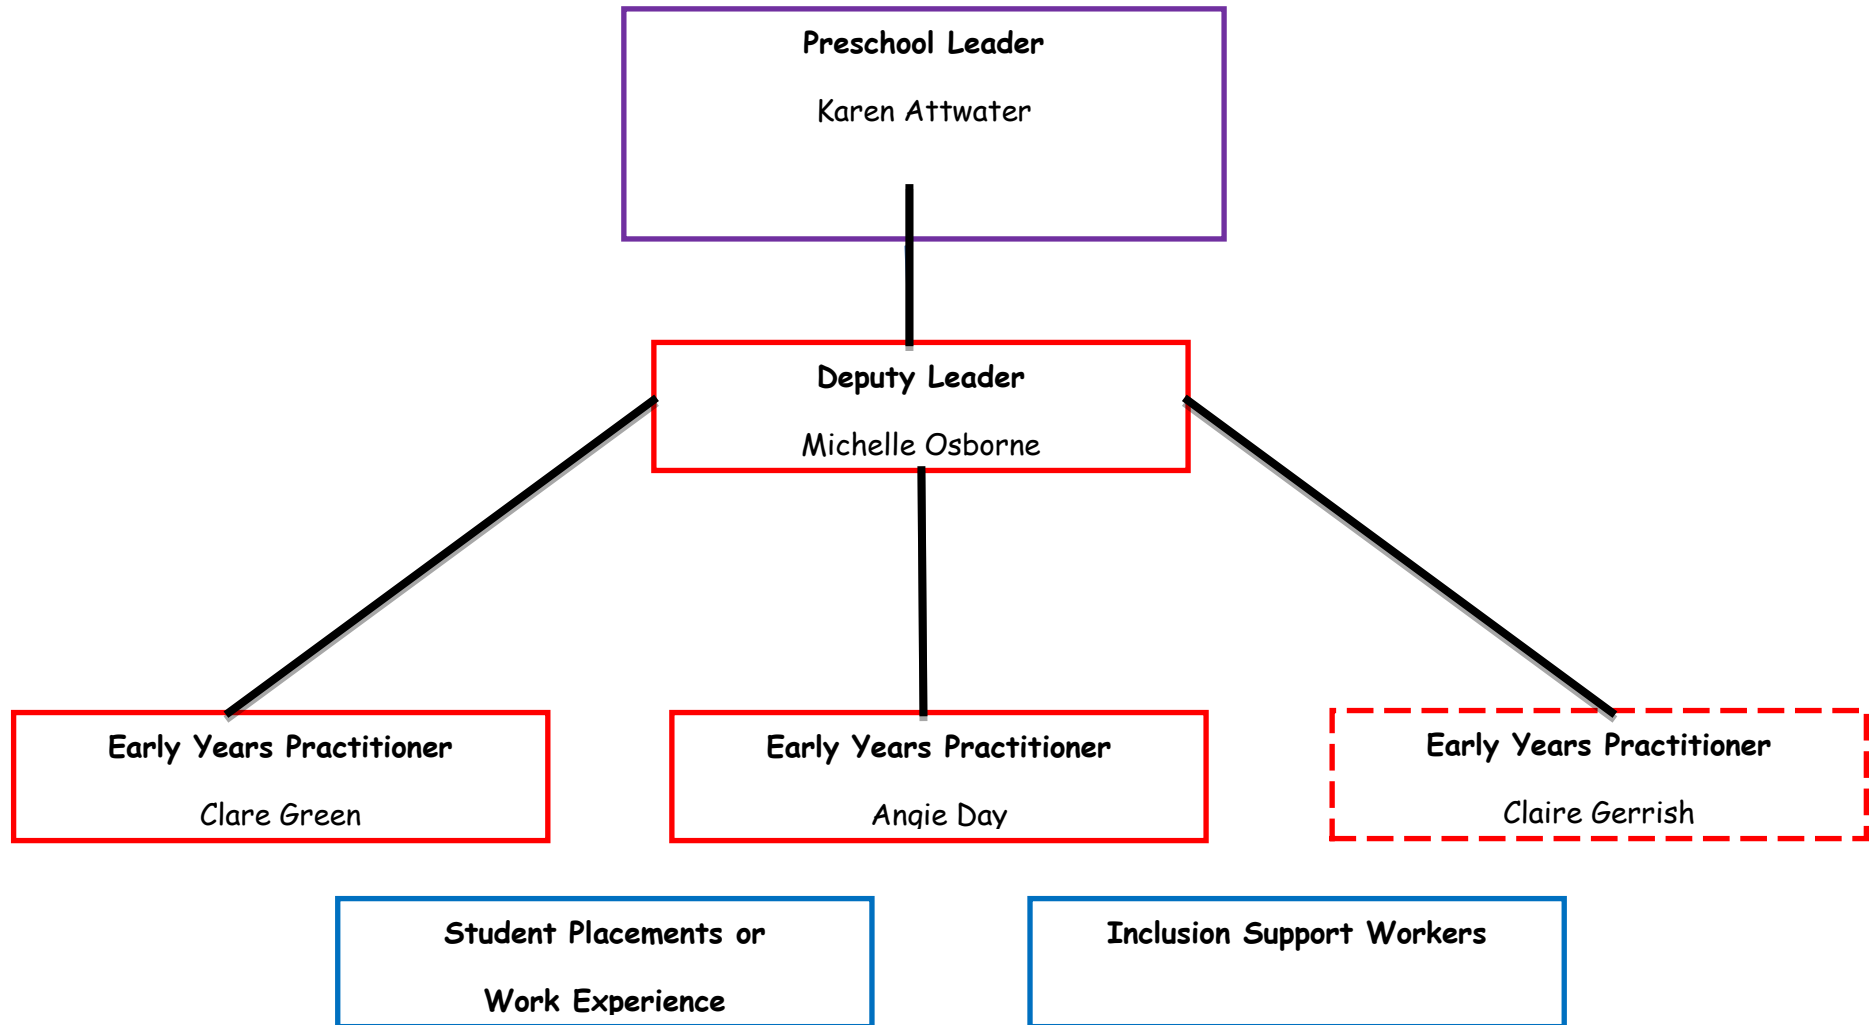 Preschool Leader
Karen Attwater
Deputy Leader
Michelle Osborne
Early Years Practitioner
Clare Green
Early Years Practitioner
Angie Day
Early Years Practitioner
Claire Gerrish
Student Placements or
Work Experience
Inclusion Support Workers